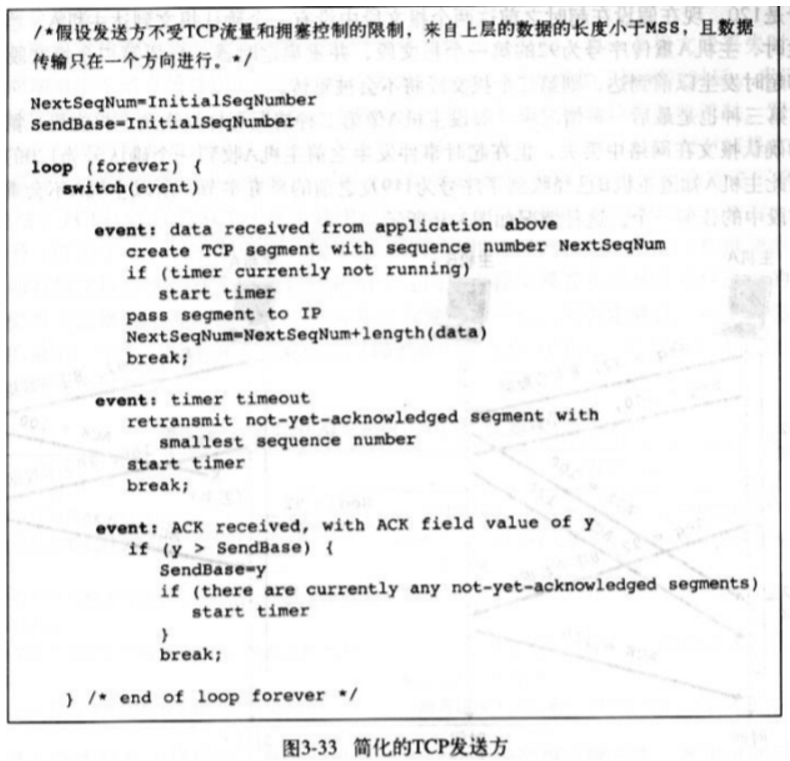 /*假设发送方不受TCP流量和拥塞控制的限制，来自上层的数据的长度小于MSS，且数据
传输只在一个方向进行。*/
NextSeqNum=InitialSeqNumber
SendBase=InitialSeqNumber
loop (forever) {
switch(event)
event: data received from application above
create TCP segment with sequence number NextSeqNum
if (timer currently not running)
start timer
pass segment to IP
NextSeqNum=NextSeqNum+length(data)
break;
event: timer timeout
retransmit not-yet-acknowledged segment with
smallest sequence number
start timer
break;
event: ACK received, with ACK field value of y
if (y > SendBase) {
SendBase=y
if (there are currently any not-yet-acknowledged segments)
start timer
}
break;
} /* end of loop forever */
图3-33 简化的TCP发送方